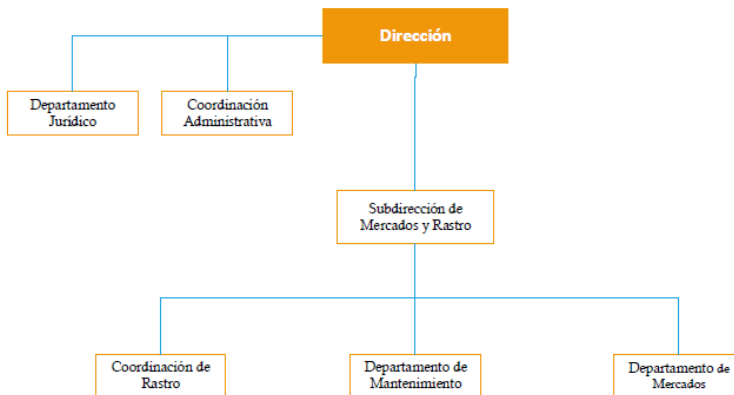 Dirección
Departamento
Jurídico
Coordinación
Administrativa
Subdirección de
Mercados y Rastro
Coordinación de
Rastro
Departamento de
Mantenimiento
Departamento de
Mercados